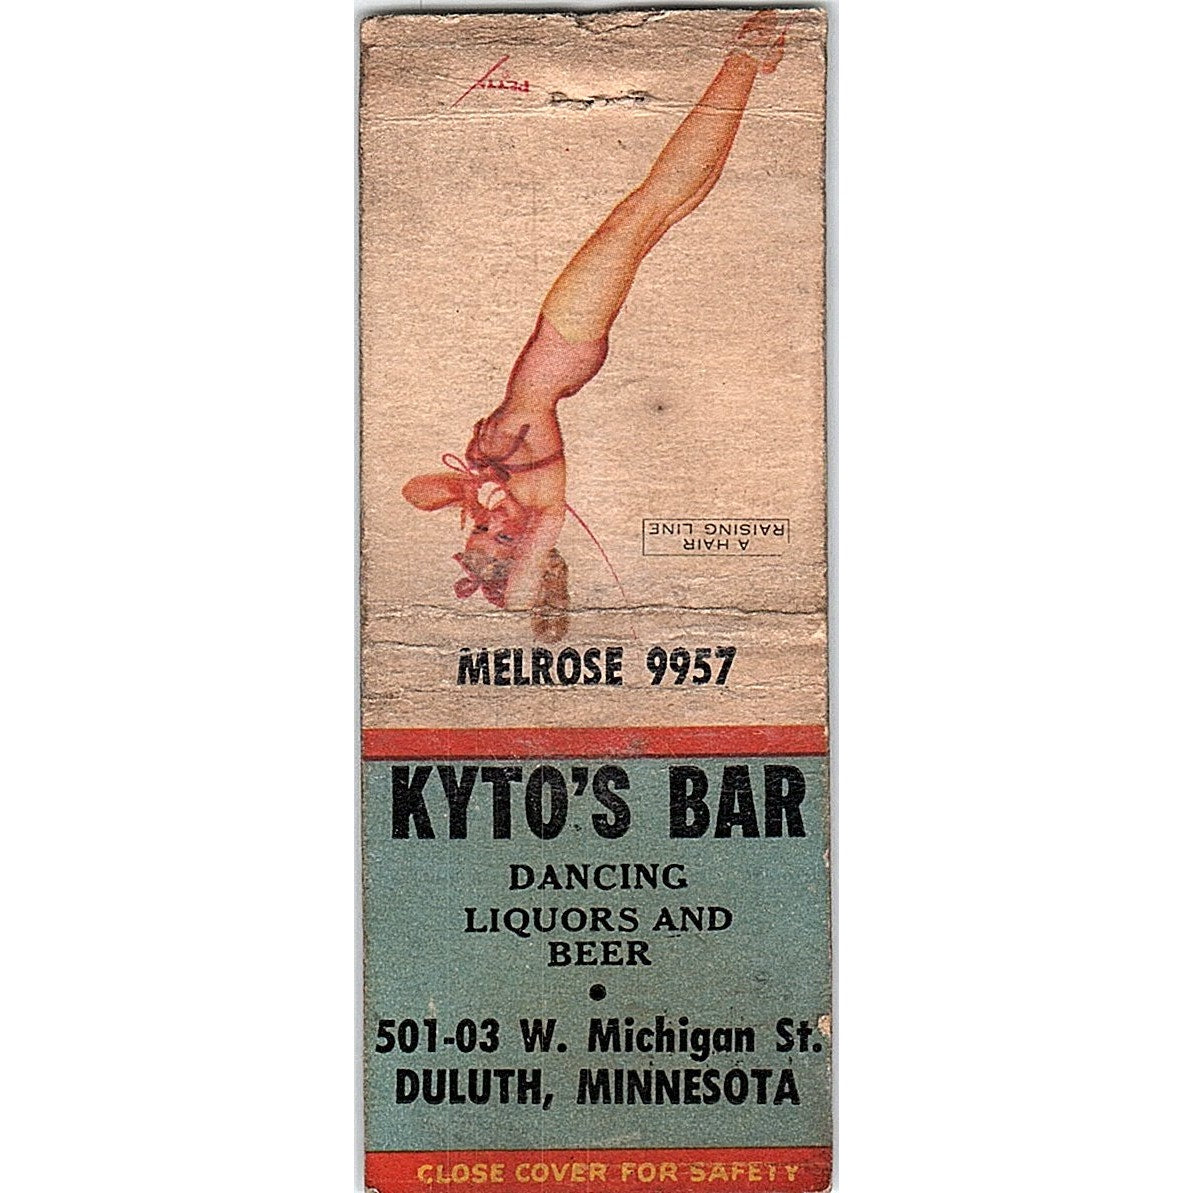 PETTY
A HAIR
RAISING LINE
MELROSE 9957
KYTO'S BAR
DANCING
LIQUORS AND
BEER
501-03 W. Michigan St.
DULUTH, MINNESOTA
CLOSE COVER FOR SAFETY